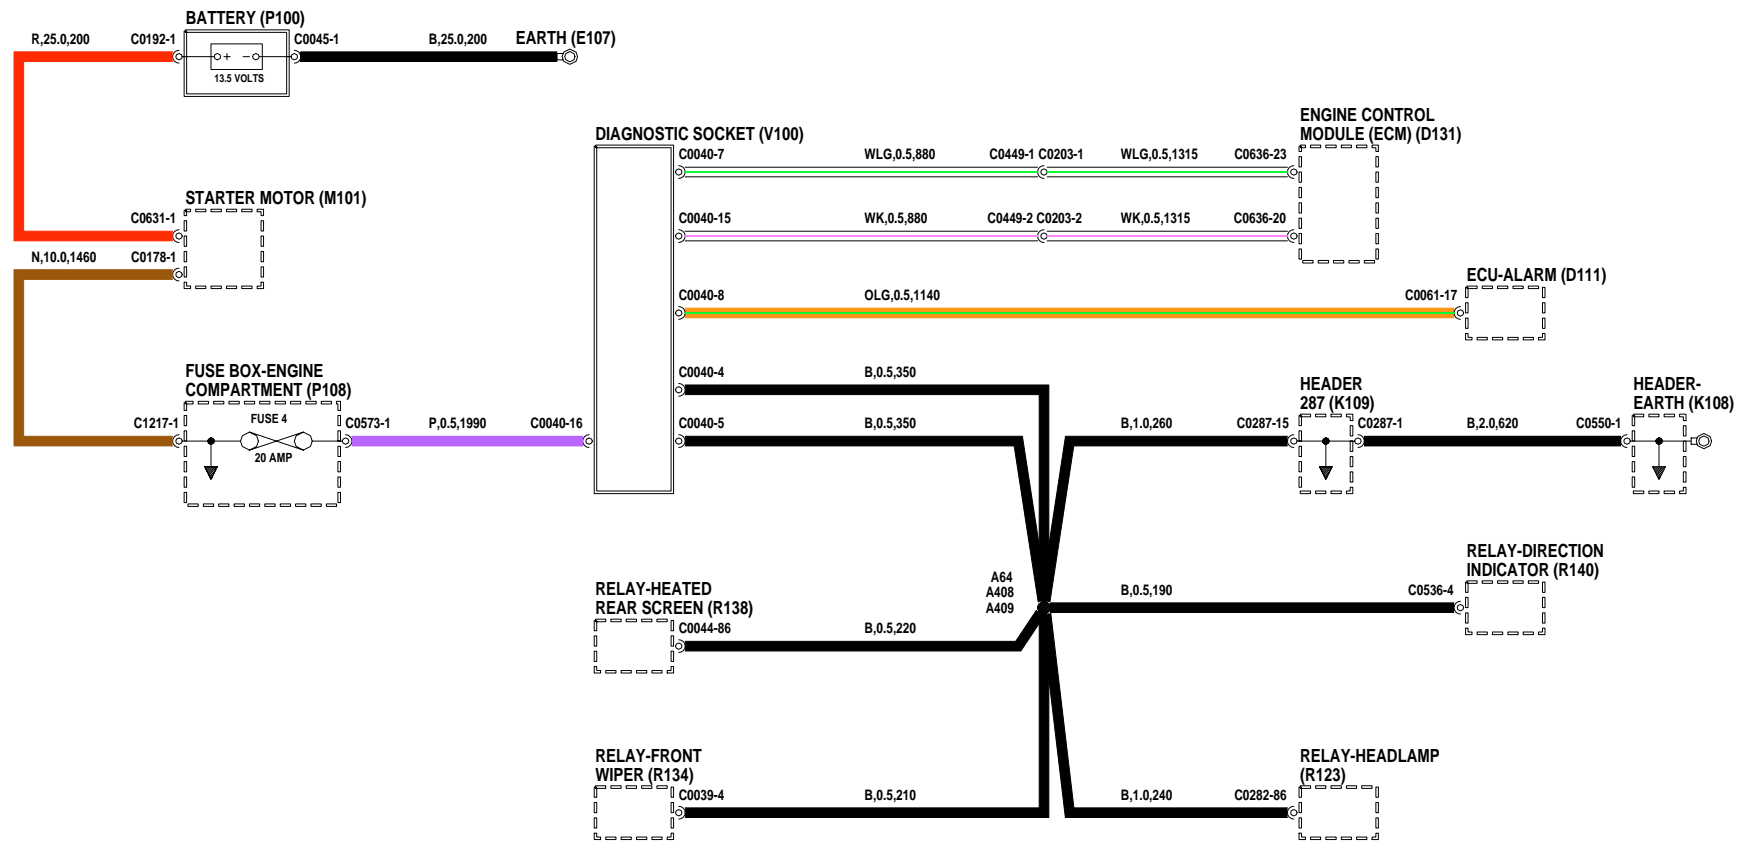 BATTERY (P100)
R,25.0,200
C0192-1
C0045-1
B,25.0,200
EARTH (E107)
+ −
13.5 VOLTS
STARTER MOTOR (M101)
C0631-1
N,10.0,1460
C0178-1
FUSE BOX-ENGINE
COMPARTMENT (P108)
C1217-1
FUSE 4
20 AMP
C0573-1
P,0.5,1990
C0040-16
DIAGNOSTIC SOCKET (V100)
C0040-7
WLG,0.5,880
C0449-1 C0203-1
WLG,0.5,1315
C0636-23
ENGINE CONTROL
MODULE (ECM) (D131)
C0040-15
WK,0.5,880
C0449-2 C0203-2
WK,0.5,1315
C0636-20
C0040-8
OLG,0.5,1140
C0061-17
ECU-ALARM (D111)
C0040-4
B,0.5,350
C0040-5
B,0.5,350
B,1.0,260
C0287-15
HEADER
287 (K109)
C0287-1
B,2.0,620
C0550-1
HEADER-
EARTH (K108)
A64
A408
A409
B,0.5,190
C0536-4
RELAY-DIRECTION
INDICATOR (R140)
RELAY-HEATED
REAR SCREEN (R138)
C0044-86
B,0.5,220
RELAY-FRONT
WIPER (R134)
C0039-4
B,0.5,210
B,1.0,240
C0282-86
RELAY-HEADLAMP
(R123)